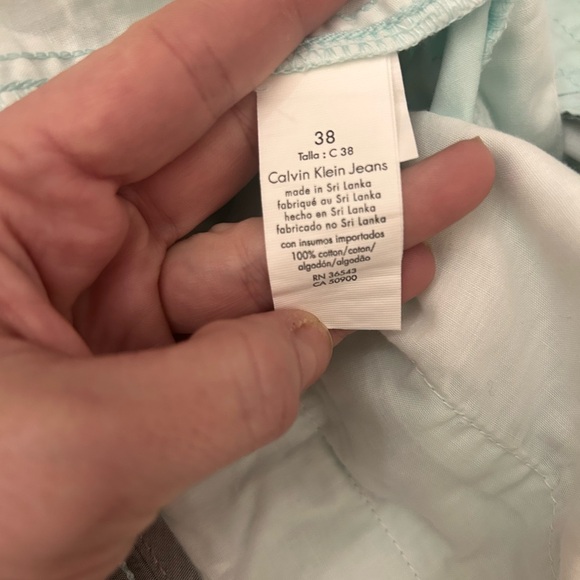 38
Talla : C 38
Calvin Klein Jeans
made in Sri Lanka
fabriqué au Sri Lanka
hecho en Sri Lanka
fabricado no Sri Lanka
con insumos importados
100% cotton/coton/
algodón/algodão
RN 36543
CA 50900